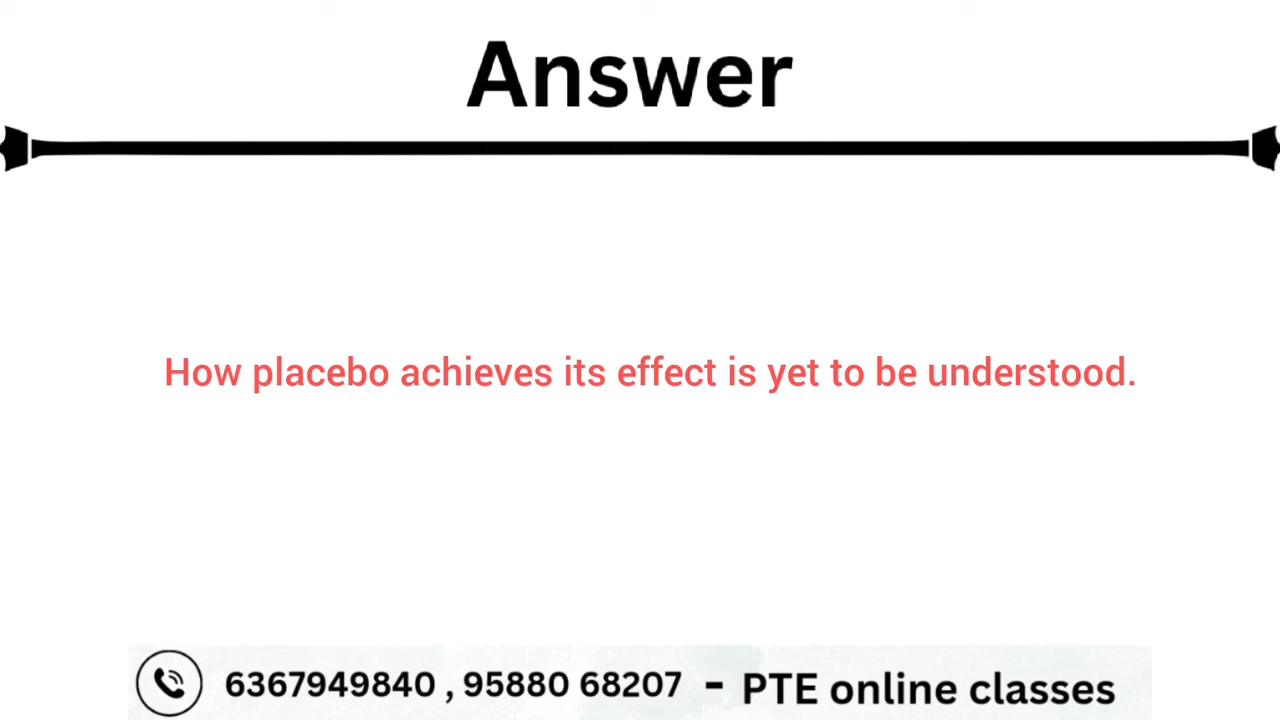 Answer
How placebo achieves its effect is yet to be understood.
6367949840 , 95880 68207 - PTE online classes